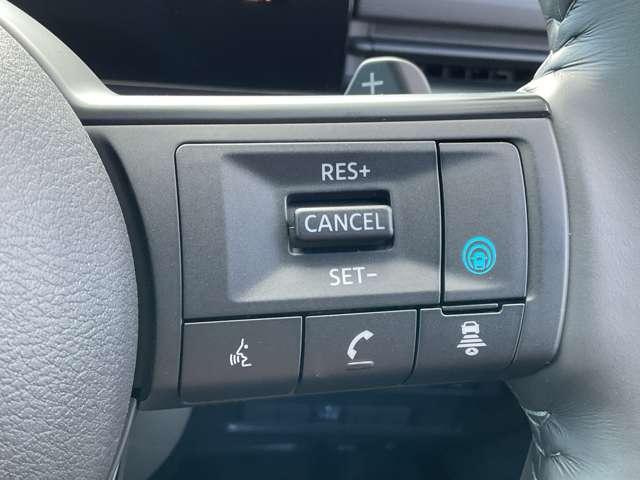 +
RES+
CANCEL
SET-